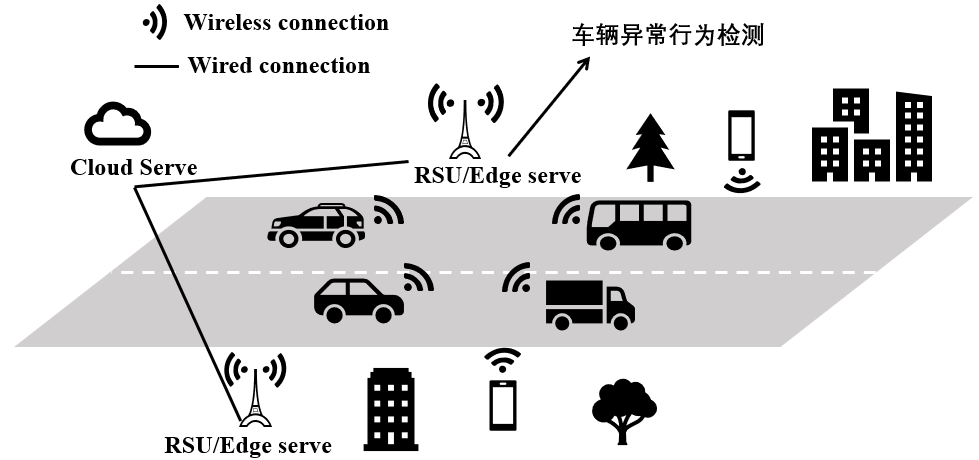 Wireless connection
车辆异常行为检测
Wired connection
Cloud Serve
RSU/Edge serve
RSU/Edge serve